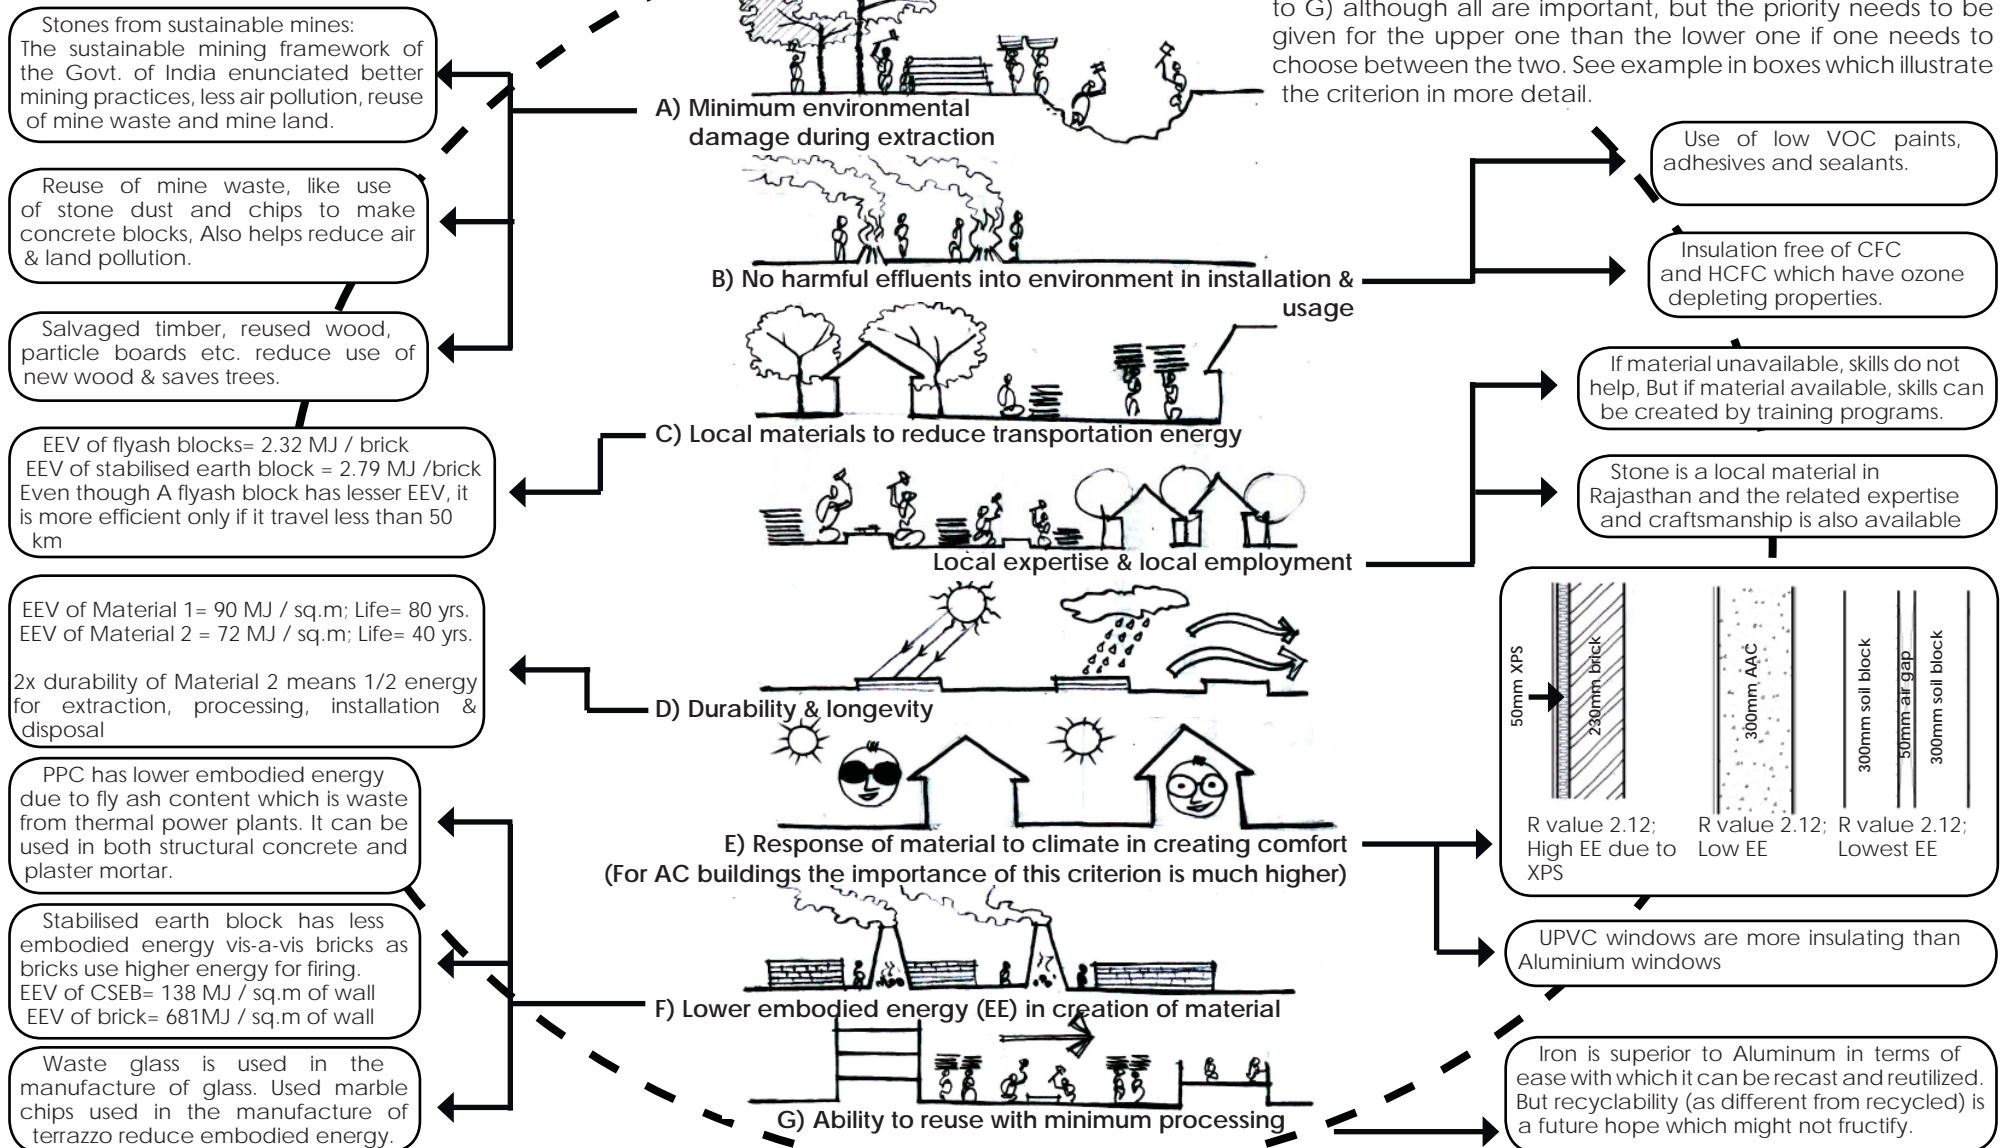 to G) although all are important, but the priority needs to be
given for the upper one than the lower one if one needs to
choose between the two. See example in boxes which illustrate
the criterion in more detail.
Stones from sustainable mines:
The sustainable mining framework of
the Govt. of India enunciated better
mining practices, less air pollution, reuse
of mine waste and mine land.
Reuse of mine waste, like use
of stone dust and chips to make
concrete blocks, Also helps reduce air
& land pollution.
Salvaged timber, reused wood,
particle boards etc. reduce use of
new wood & saves trees.
A) Minimum environmental
damage during extraction
B) No harmful effluents into environment in installation &
usage
Use of low VOC paints,
adhesives and sealants.
Insulation free of CFC
and HCFC which have ozone
depleting properties.
C) Local materials to reduce transportation energy
EEV of flyash blocks= 2.32 MJ / brick
EEV of stabilised earth block = 2.79 MJ /brick
Even though A flyash block has lesser EEV, it
is more efficient only if it travel less than 50
km
Local expertise & local employment
If material unavailable, skills do not
help, But if material available, skills can
be created by training programs.
Stone is a local material in
Rajasthan and the related expertise
and craftsmanship is also available
D) Durability & longevity
EEV of Material 1= 90 MJ / sq.m; Life= 80 yrs.
EEV of Material 2 = 72 MJ / sq.m; Life= 40 yrs.
2x durability of Material 2 means 1/2 energy
for extraction, processing, installation &
disposal
E) Response of material to climate in creating comfort
(For AC buildings the importance of this criterion is much higher)
50mm XPS
230mm brick
300mm AAC
300mm soil block
50mm air gap
300mm soil block
R value 2.12;
High EE due to
XPS
R value 2.12;
Low EE
R value 2.12;
Lowest EE
UPVC windows are more insulating than
Aluminium windows
F) Lower embodied energy (EE) in creation of material
PPC has lower embodied energy
due to fly ash content which is waste
from thermal power plants. It can be
used in both structural concrete and
plaster mortar.
Stabilised earth block has less
embodied energy vis-a-vis bricks as
bricks use higher energy for firing.
EEV of CSEB= 138 MJ / sq.m of wall
EEV of brick= 681MJ / sq.m of wall
Waste glass is used in the
manufacture of glass. Used marble
chips used in the manufacture of
terrazzo reduce embodied energy.
G) Ability to reuse with minimum processing
Iron is superior to Aluminum in terms of
ease with which it can be recast and reutilized.
But recyclability (as different from recycled) is
a future hope which might not fructify.